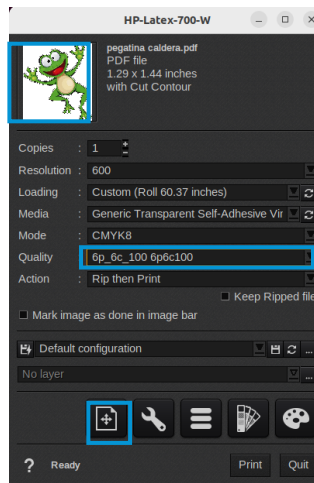 HP-Latex-700-W
pegatina caldera.pdf
PDF file
1.29 x 1.44 inches
with Cut Contour
Copies : 1
Resolution : 600
Loading : Custom (Roll 60.37 inches)
Media : Generic Transparent Self-Adhesive Vir
Mode : CMYK8
Quality : 6p_6c_100 6p6c100
Action : Rip then Print
Keep Ripped file
Mark image as done in image bar
Default configuration
...
No layer
...
? Ready Print Quit